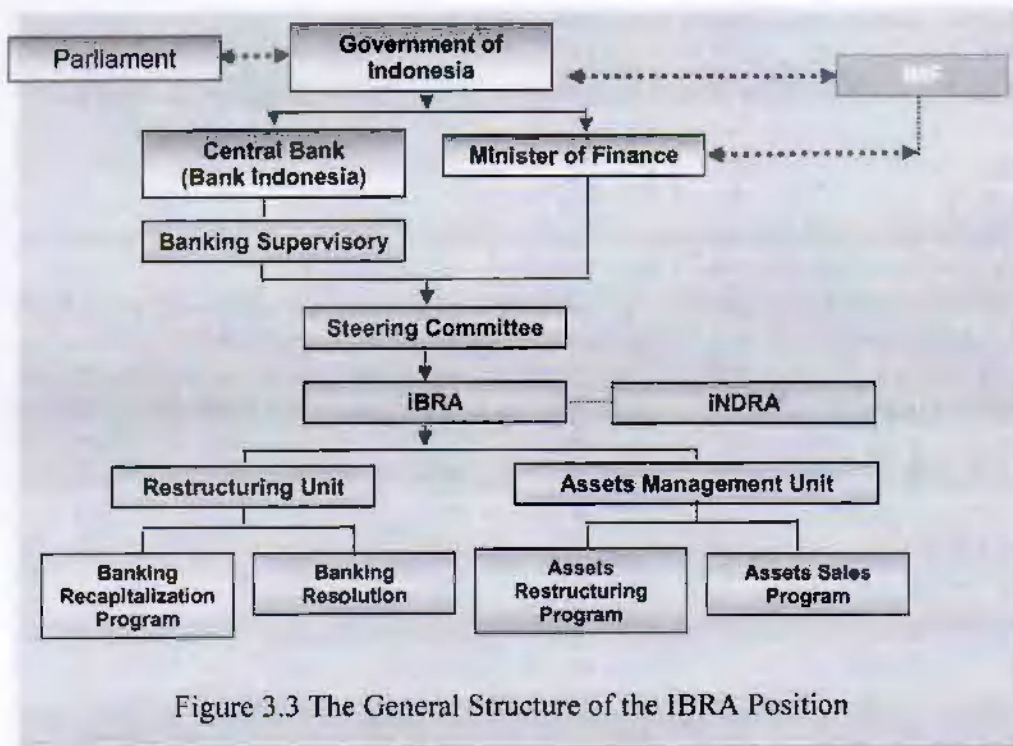 Parliament
Government of
Indonesia
IMF
Central Bank
(Bank Indonesia)
Minister of Finance
Banking Supervisory
Steering Committee
iBRA
iNDRA
Restructuring Unit
Assets Management Unit
Banking
Recapitalization
Program
Banking
Resolution
Assets
Restructuring
Program
Assets Sales
Program
Figure 3.3 The General Structure of the IBRA Position